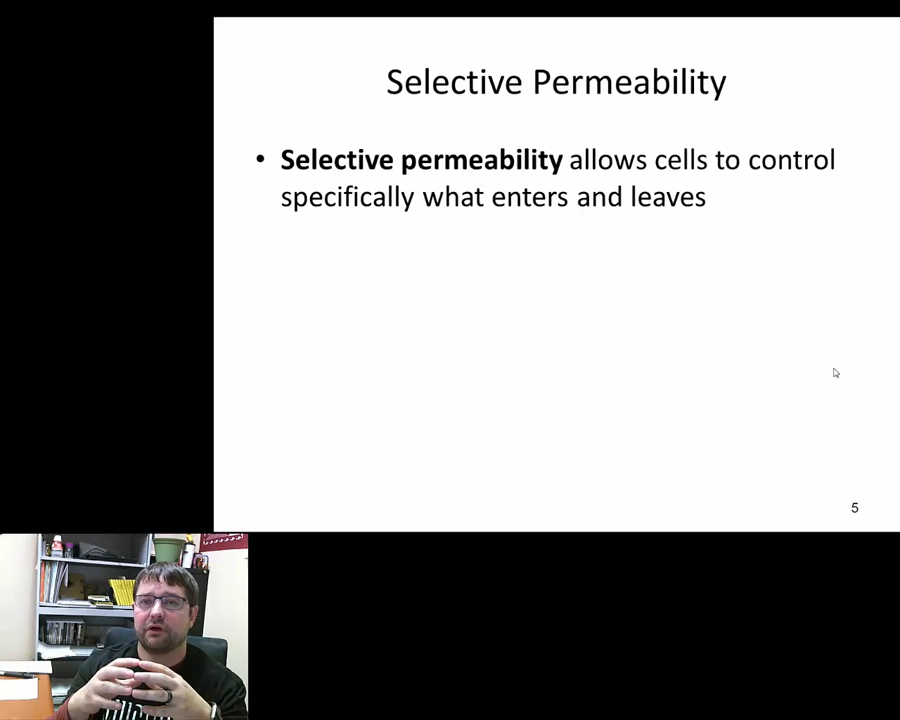 Selective Permeability
• Selective permeability allows cells to control
specifically what enters and leaves
5